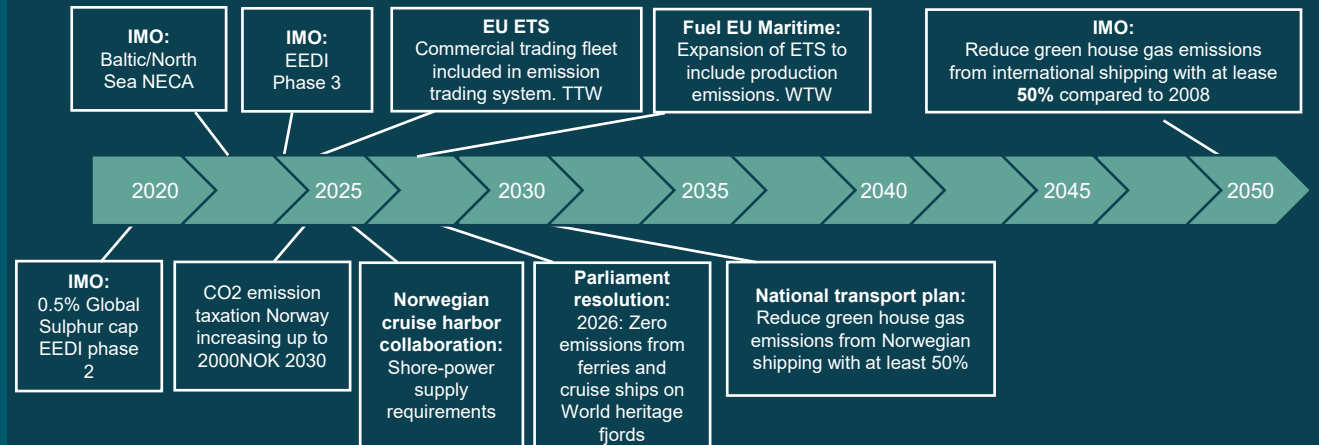 IMO:
Baltic/North
Sea NECA
IMO:
EEDI
Phase 3
EU ETS
Commercial trading fleet
included in emission
trading system. TTW
Fuel EU Maritime:
Expansion of ETS to
include production
emissions. WTW
IMO:
Reduce green house gas emissions
from international shipping with at lease
50% compared to 2008
2020
2025
2030
2035
2040
2045
2050
IMO:
0.5% Global
Sulphur cap
EEDI phase
2
CO2 emission
taxation Norway
increasing up to
2000NOK 2030
Norwegian
cruise harbor
collaboration:
Shore-power
supply
requirements
Parliament
resolution:
2026: Zero
emissions from
ferries and
cruise ships on
World heritage
fjords
National transport plan:
Reduce green house gas
emissions from Norwegian
shipping with at least 50%